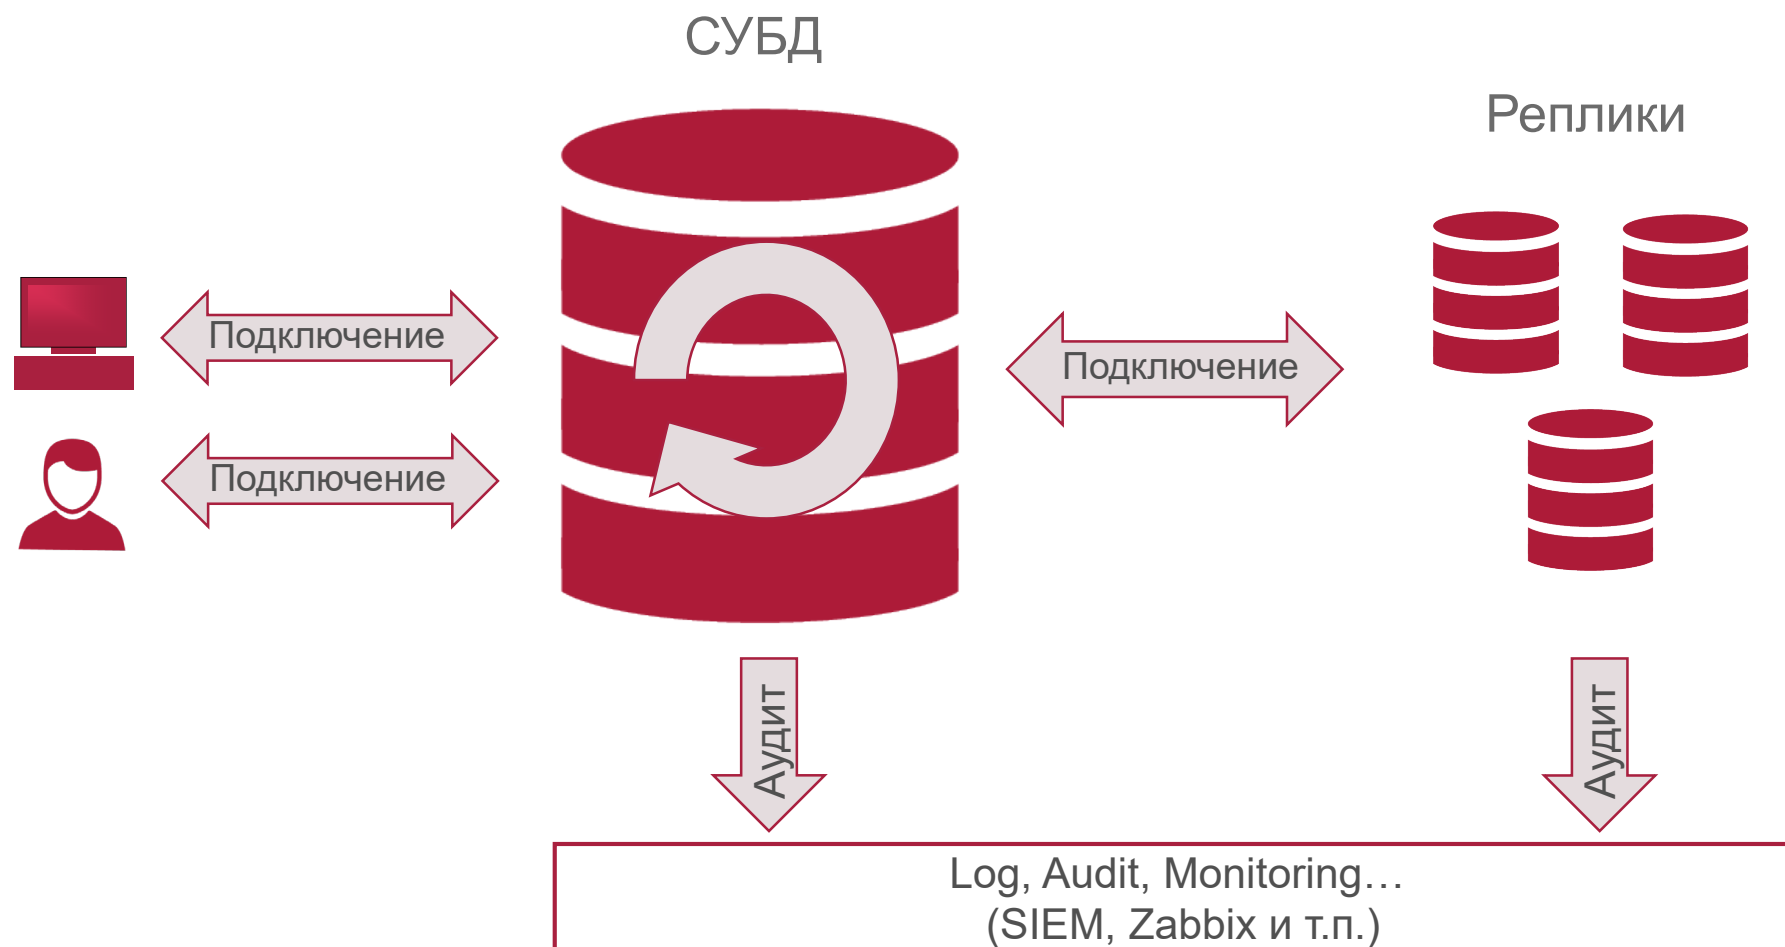 СУБД
Реплики
Подключение
Подключение
Подключение
Аудит
Аудит
Log, Audit, Monitoring…
(SIEM, Zabbix и т.п.)